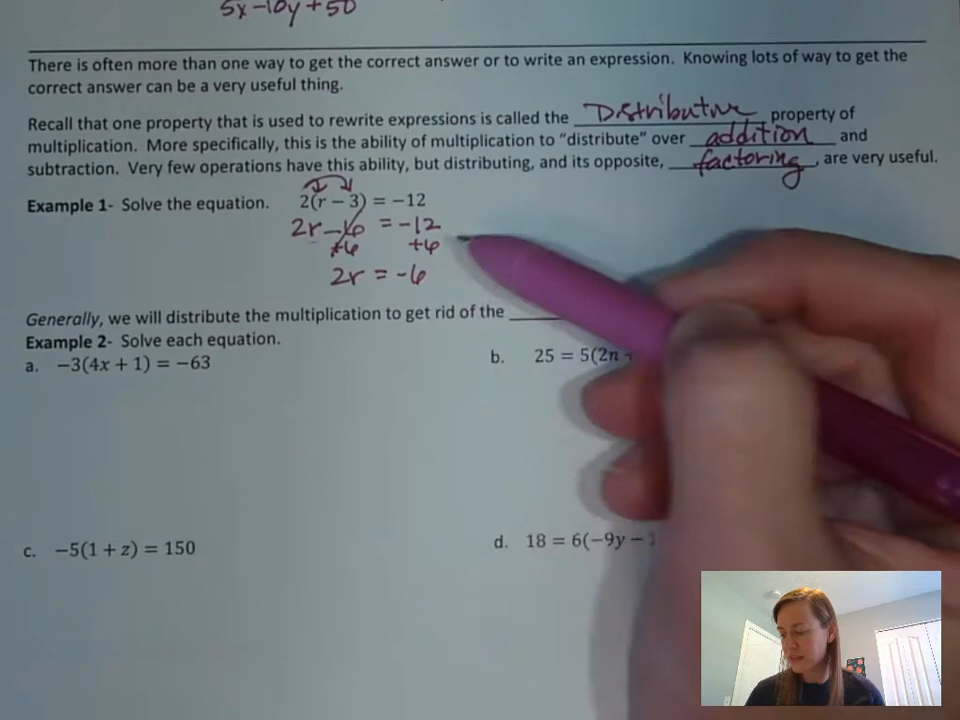 5x-10y+50
There is often more than one way to get the correct answer or to write an expression. Knowing lots of way to get the
correct answer can be a very useful thing.
Recall that one property that is used to rewrite expressions is called the Distributive property of
multiplication. More specifically, this is the ability of multiplication to “distribute” over addition and
subtraction. Very few operations have this ability, but distributing, and its opposite, factoring, are very useful.
Example 1- Solve the equation. 2(r − 3) = −12
2r - 6 = -12
+6 +6
2r = -6
Generally, we will distribute the multiplication to get rid of the
Example 2- Solve each equation.
a. −3(4x + 1) = −63 b. 25 = 5(2n
c. −5(1 + z) = 150 d. 18 = 6(−9y −